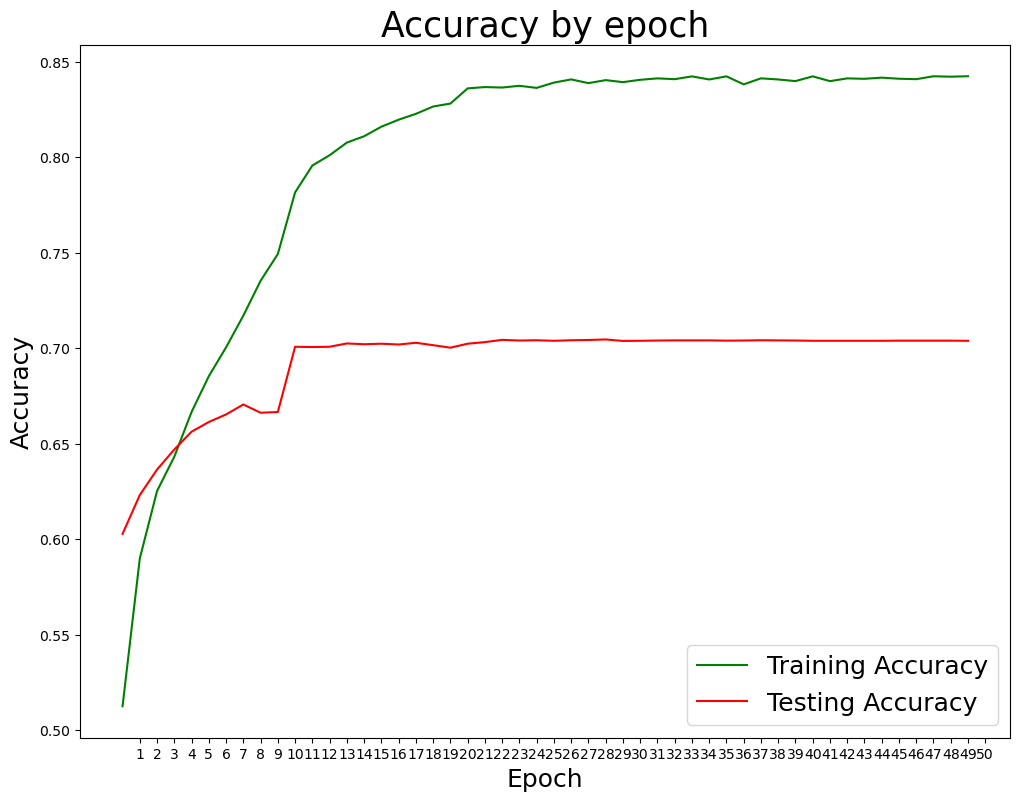 Accuracy by epoch
Accuracy
0.85
0.80
0.75
0.70
0.65
0.60
0.55
0.50
Training Accuracy
Testing Accuracy
1 2 3 4 5 6 7 8 9 10 11 12 13 14 15 16 17 18 19 20 21 22 23 24 25 26 27 28 29 30 31 32 33 34 35 36 37 38 39 40 41 42 43 44 45 46 47 48 49 50
Epoch